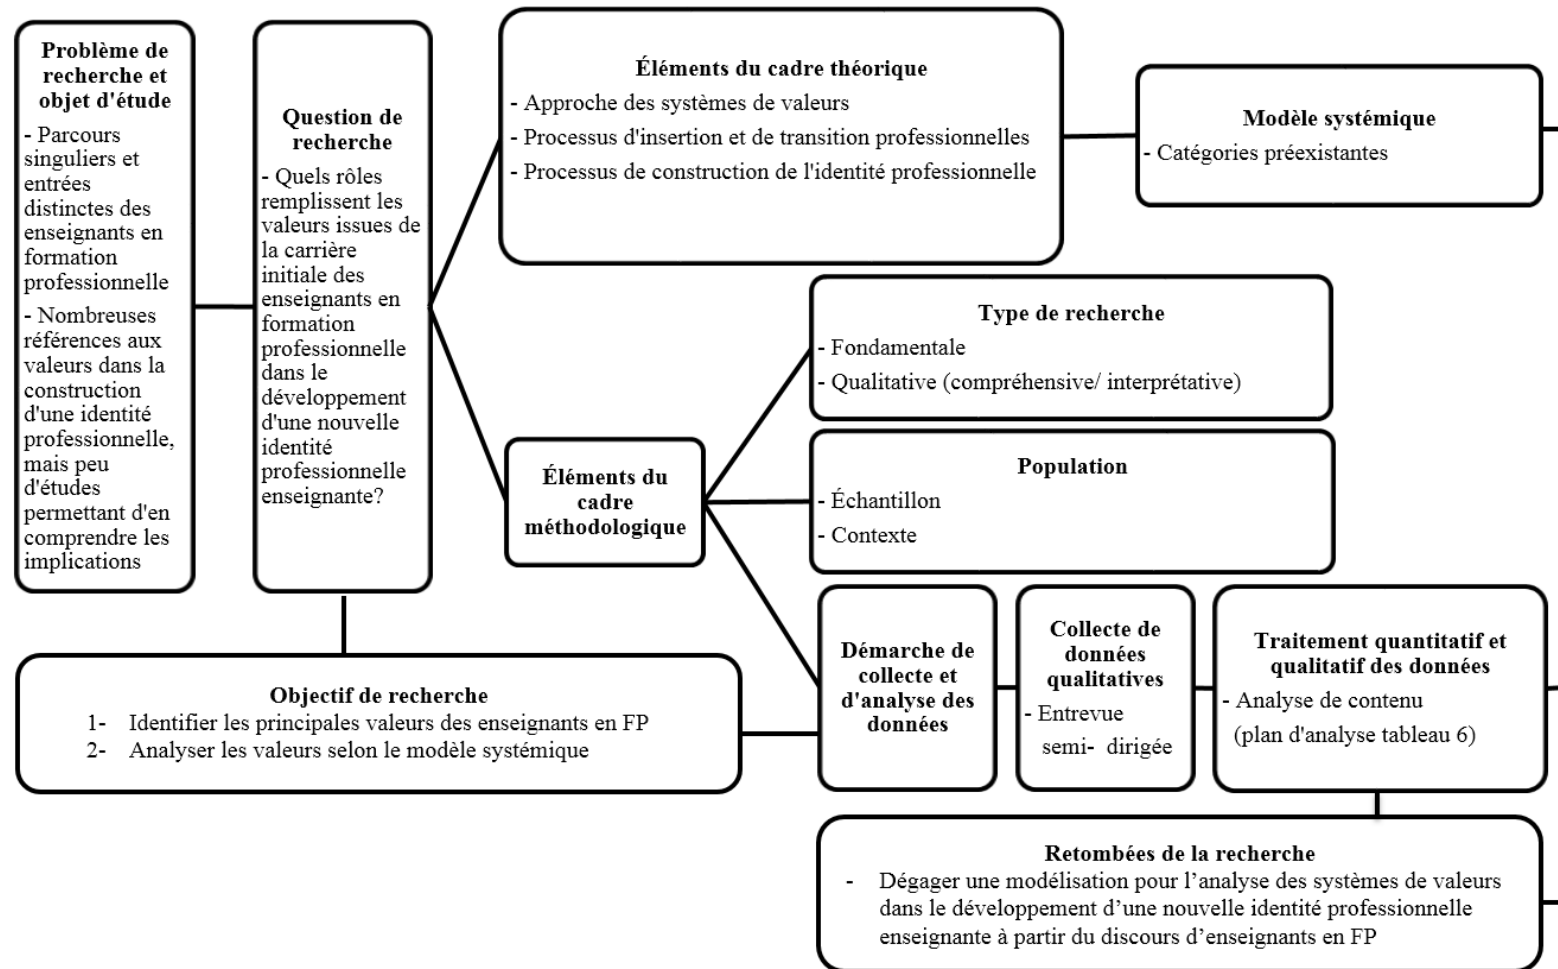 Problème de
recherche et
objet d'étude
- Parcours
singuliers et
entrées
distinctes des
enseignants en
formation
professionnelle
- Nombreuses
références aux
valeurs dans la
construction
d'une identité
professionnelle,
mais peu
d'études
permettant d'en
comprendre les
implications
Question de
recherche
- Quels rôles
remplissent les
valeurs issues de
la carrière
initiale des
enseignants en
formation
professionnelle
dans le
développement
d'une nouvelle
identité
professionnelle
enseignante?
Éléments du cadre théorique
- Approche des systèmes de valeurs
- Processus d'insertion et de transition professionnelles
- Processus de construction de l'identité professionnelle
Modèle systémique
- Catégories préexistantes
Type de recherche
- Fondamentale
- Qualitative (compréhensive/ interprétative)
Éléments du
cadre
méthodologique
Population
- Échantillon
- Contexte
Objectif de recherche
1- Identifier les principales valeurs des enseignants en FP
2- Analyser les valeurs selon le modèle systémique
Démarche de
collecte et
d'analyse des
données
Collecte de
données
qualitatives
- Entrevue
semi- dirigée
Traitement quantitatif et
qualitatif des données
- Analyse de contenu
(plan d'analyse tableau 6)
Retombées de la recherche
- Dégager une modélisation pour l’analyse des systèmes de valeurs
dans le développement d’une nouvelle identité professionnelle
enseignante à partir du discours d’enseignants en FP